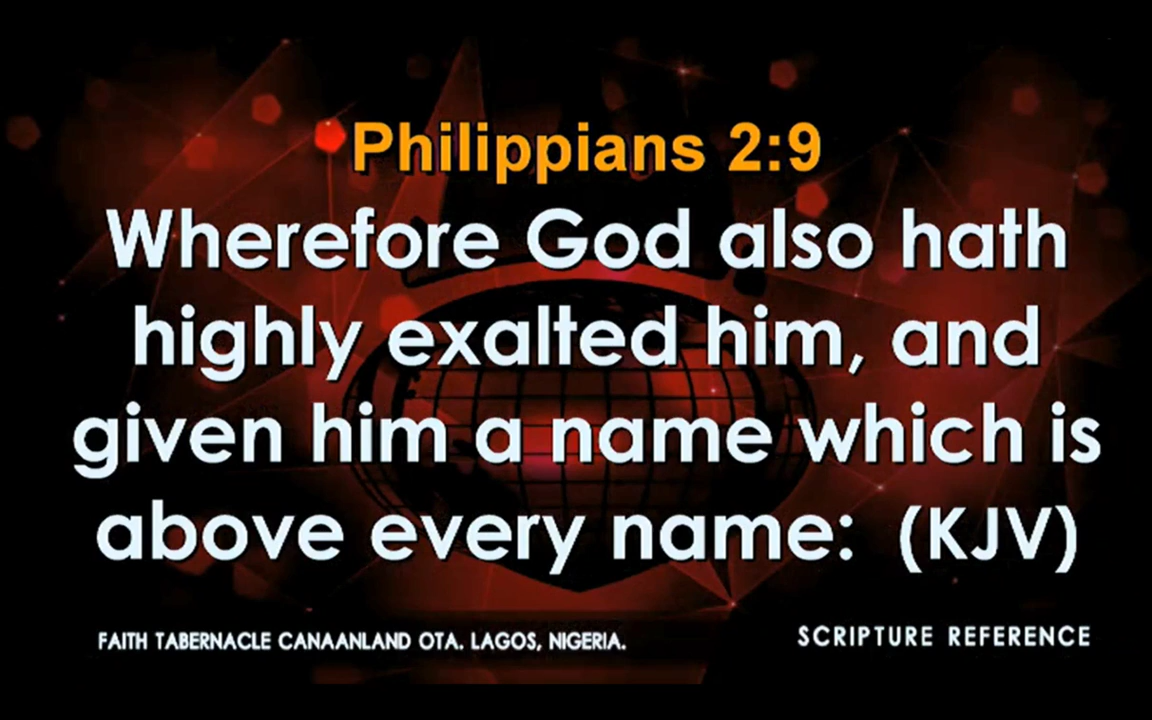 Philippians 2:9
Wherefore God also hath
highly exalted him, and
given him a name which is
above every name: (KJV)
FAITH TABERNACLE CANAANLAND OTA. LAGOS, NIGERIA.
SCRIPTURE REFERENCE